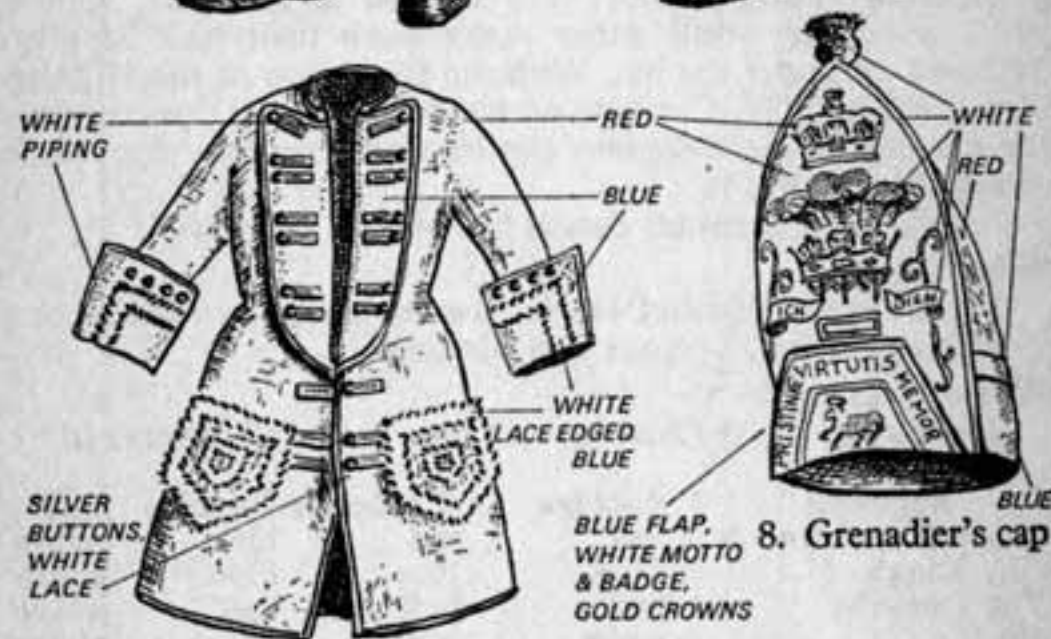 WHITE
PIPING
RED
WHITE
RED
BLUE
ICH
DIEN
PRISTINÆ VIRTUTIS MEMOR
WHITE
LACE EDGED
BLUE
SILVER
BUTTONS,
WHITE
LACE
BLUE FLAP,
WHITE MOTTO
& BADGE,
GOLD CROWNS
BLUE
8. Grenadier's cap